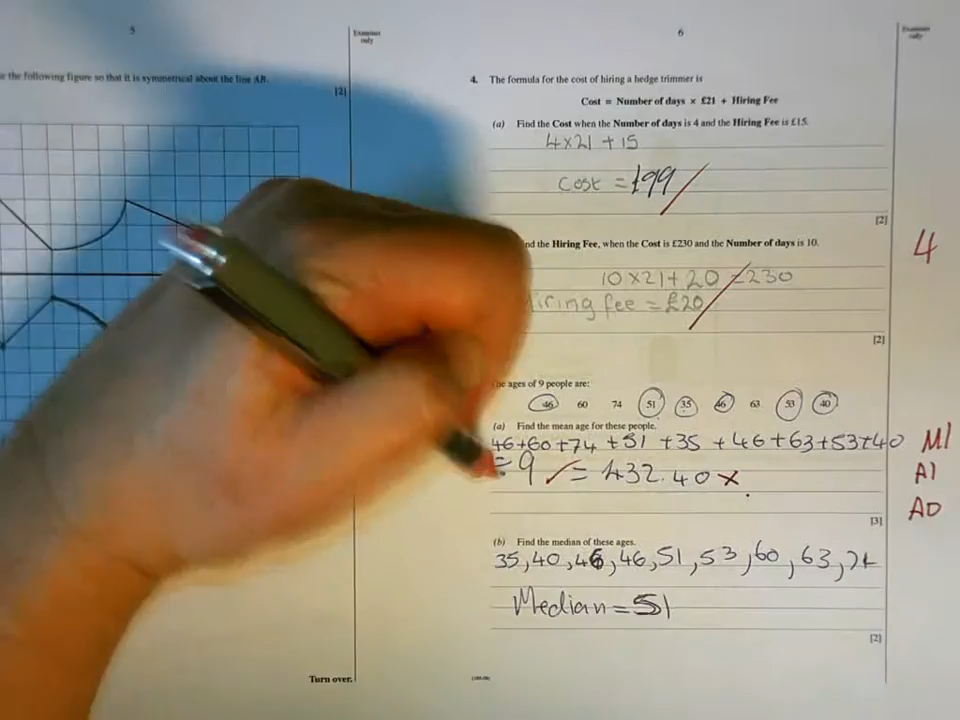 5
Examiner only
the following figure so that it is symmetrical about the line AB.
[2]
Turn over.
6
Examiner only
4. The formula for the cost of hiring a hedge trimmer is
Cost = Number of days × £21 + Hiring Fee
(a) Find the Cost when the Number of days is 4 and the Hiring Fee is £15.
4×21 +15
Cost = £99
[2]
the Hiring Fee, when the Cost is £230 and the Number of days is 10.
4
10×21+20 =230
Hiring fee = £20
[2]
ages of 9 people are:
46 60 74 51 35 46 63 53 40
(a) Find the mean age for these people.
46+60+74 +51 +35 +46+63+53+40 M1
9 = 432.40 × A1
A0
[3]
(b) Find the median of these ages.
35, 40, 46, 46, 51, 53, 60, 63, 74
Median = 51
[2]